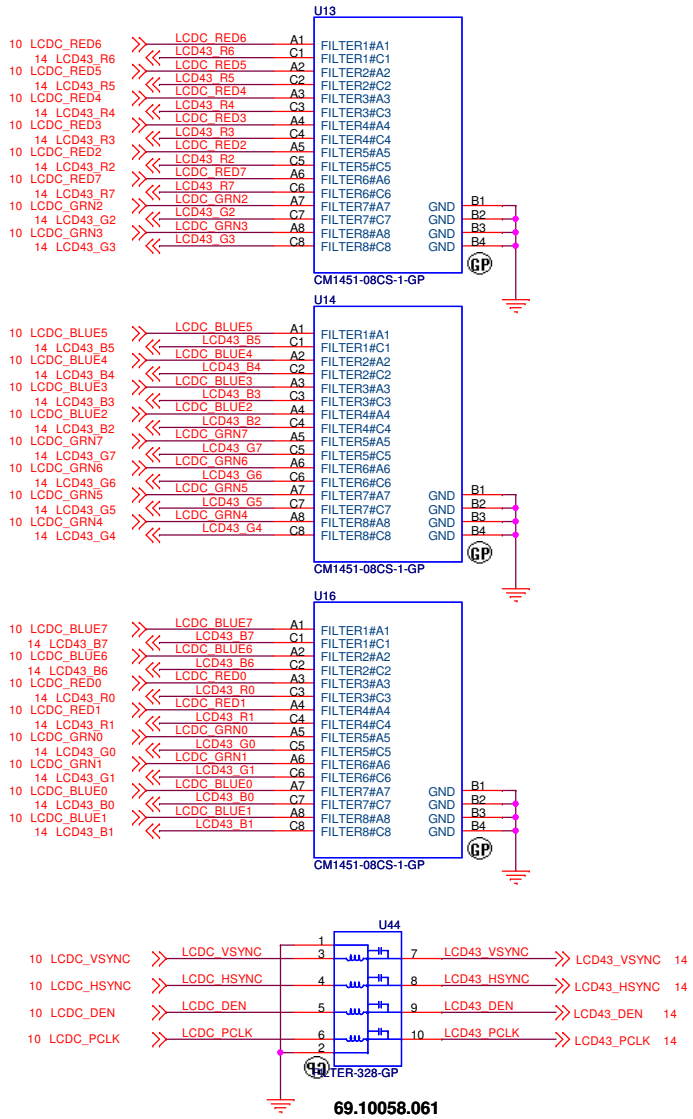 U13
10 LCDC_RED6 LCDC_RED6 A1 FILTER1#A1
14 LCD43_R6 LCD43_R6 C1 FILTER1#C1
10 LCDC_RED5 LCDC_RED5 A2 FILTER2#A2
14 LCD43_R5 LCD43_R5 C2 FILTER2#C2
10 LCDC_RED4 LCDC_RED4 A3 FILTER3#A3
14 LCD43_R4 LCD43_R4 C3 FILTER3#C3
10 LCDC_RED3 LCDC_RED3 A4 FILTER4#A4
14 LCD43_R3 LCD43_R3 C4 FILTER4#C4
10 LCDC_RED2 LCDC_RED2 A5 FILTER5#A5
14 LCD43_R2 LCD43_R2 C5 FILTER5#C5
10 LCDC_RED7 LCDC_RED7 A6 FILTER6#A6
14 LCD43_R7 LCD43_R7 C6 FILTER6#C6
10 LCDC_GRN2 LCDC_GRN2 A7 FILTER7#A7 GND B1
14 LCD43_G2 LCD43_G2 C7 FILTER7#C7 GND B2
10 LCDC_GRN3 LCDC_GRN3 A8 FILTER8#A8 GND B3
14 LCD43_G3 LCD43_G3 C8 FILTER8#C8 GND B4
GP
CM1451-08CS-1-GP
U14
10 LCDC_BLUE5 LCDC_BLUE5 A1 FILTER1#A1
14 LCD43_B5 LCD43_B5 C1 FILTER1#C1
10 LCDC_BLUE4 LCDC_BLUE4 A2 FILTER2#A2
14 LCD43_B4 LCD43_B4 C2 FILTER2#C2
10 LCDC_BLUE3 LCDC_BLUE3 A3 FILTER3#A3
14 LCD43_B3 LCD43_B3 C3 FILTER3#C3
10 LCDC_BLUE2 LCDC_BLUE2 A4 FILTER4#A4
14 LCD43_B2 LCD43_B2 C4 FILTER4#C4
10 LCDC_GRN7 LCDC_GRN7 A5 FILTER5#A5
14 LCD43_G7 LCD43_G7 C5 FILTER5#C5
10 LCDC_GRN6 LCDC_GRN6 A6 FILTER6#A6
14 LCD43_G6 LCD43_G6 C6 FILTER6#C6
10 LCDC_GRN5 LCDC_GRN5 A7 FILTER7#A7 GND B1
14 LCD43_G5 LCD43_G5 C7 FILTER7#C7 GND B2
10 LCDC_GRN4 LCDC_GRN4 A8 FILTER8#A8 GND B3
14 LCD43_G4 LCD43_G4 C8 FILTER8#C8 GND B4
GP
CM1451-08CS-1-GP
U16
10 LCDC_BLUE7 LCDC_BLUE7 A1 FILTER1#A1
14 LCD43_B7 LCD43_B7 C1 FILTER1#C1
10 LCDC_BLUE6 LCDC_BLUE6 A2 FILTER2#A2
14 LCD43_B6 LCD43_B6 C2 FILTER2#C2
10 LCDC_RED0 LCDC_RED0 A3 FILTER3#A3
14 LCD43_R0 LCD43_R0 C3 FILTER3#C3
10 LCDC_RED1 LCDC_RED1 A4 FILTER4#A4
14 LCD43_R1 LCD43_R1 C4 FILTER4#C4
10 LCDC_GRN0 LCDC_GRN0 A5 FILTER5#A5
14 LCD43_G0 LCD43_G0 C5 FILTER5#C5
10 LCDC_GRN1 LCDC_GRN1 A6 FILTER6#A6
14 LCD43_G1 LCD43_G1 C6 FILTER6#C6
10 LCDC_BLUE0 LCDC_BLUE0 A7 FILTER7#A7 GND B1
14 LCD43_B0 LCD43_B0 C7 FILTER7#C7 GND B2
10 LCDC_BLUE1 LCDC_BLUE1 A8 FILTER8#A8 GND B3
14 LCD43_B1 LCD43_B1 C8 FILTER8#C8 GND B4
GP
CM1451-08CS-1-GP
U44
1
10 LCDC_VSYNC LCDC_VSYNC 3 7 LCD43_VSYNC LCD43_VSYNC 14
10 LCDC_HSYNC LCDC_HSYNC 4 8 LCD43_HSYNC LCD43_HSYNC 14
10 LCDC_DEN LCDC_DEN 5 9 LCD43_DEN LCD43_DEN 14
10 LCDC_PCLK LCDC_PCLK 6 10 LCD43_PCLK LCD43_PCLK 14
2
GP
FILTER-328-GP
69.10058.061